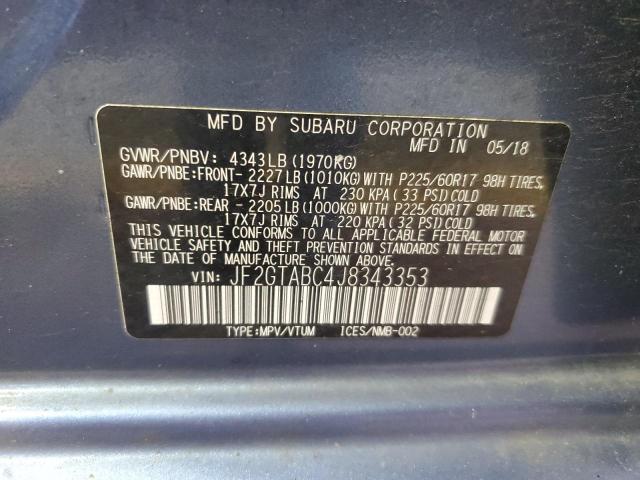 MFD BY SUBARU CORPORATION
MFD IN 05/18
GVWR/PNBV: 4343LB(1970KG)
GAWR/PNBE:FRONT- 2227LB(1010KG)WITH P225/60R17 98H TIRES,
17X7J RIMS AT 230 KPA(33 PSI)COLD
GAWR/PNBE:REAR - 2205LB(1000KG)WITH P225/60R17 98H TIRES,
17X7J RIMS AT 220 KPA(32 PSI)COLD
THIS VEHICLE CONFORMS TO ALL APPLICABLE FEDERAL MOTOR
VEHICLE SAFETY AND THEFT PREVENTION STANDARDS IN EFFECT ON
THE DATE OF MANUFACTURE SHOWN ABOVE.
VIN: JF2GTABC4J8343353
TYPE:MPV/VTUM ICES/NMB-002